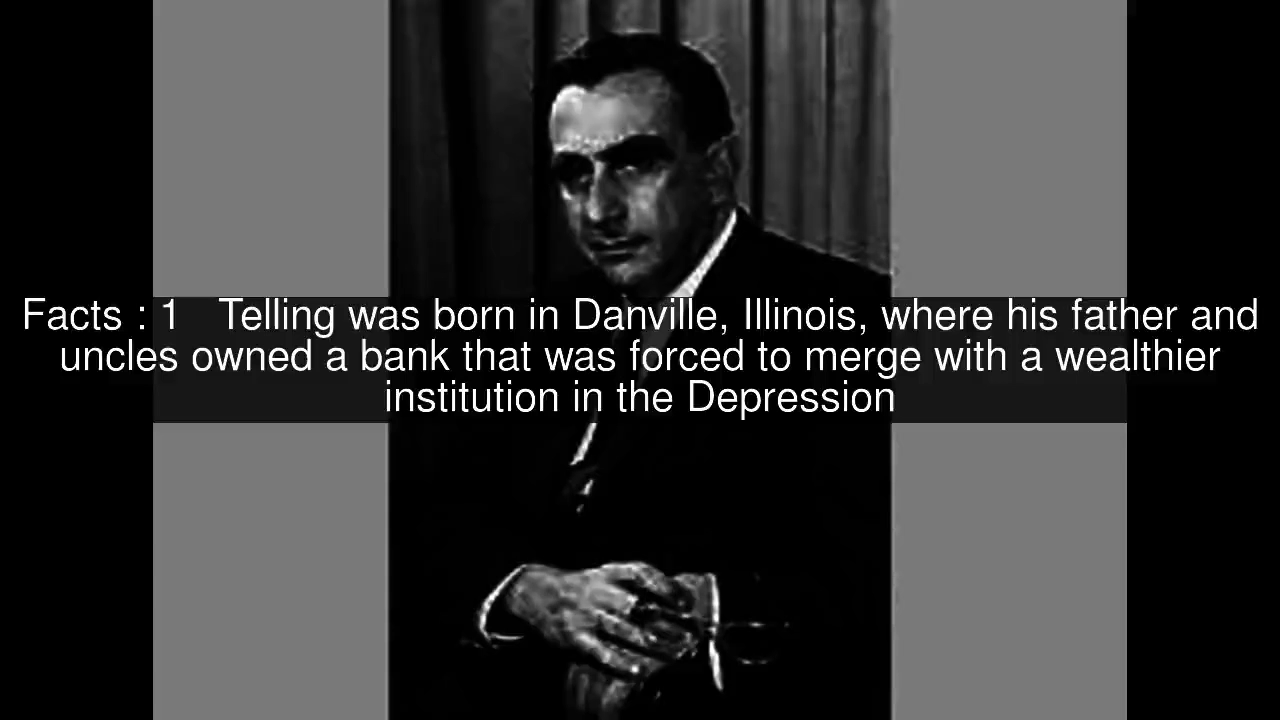 Facts : 1 Telling was born in Danville, Illinois, where his father and
uncles owned a bank that was forced to merge with a wealthier
institution in the Depression